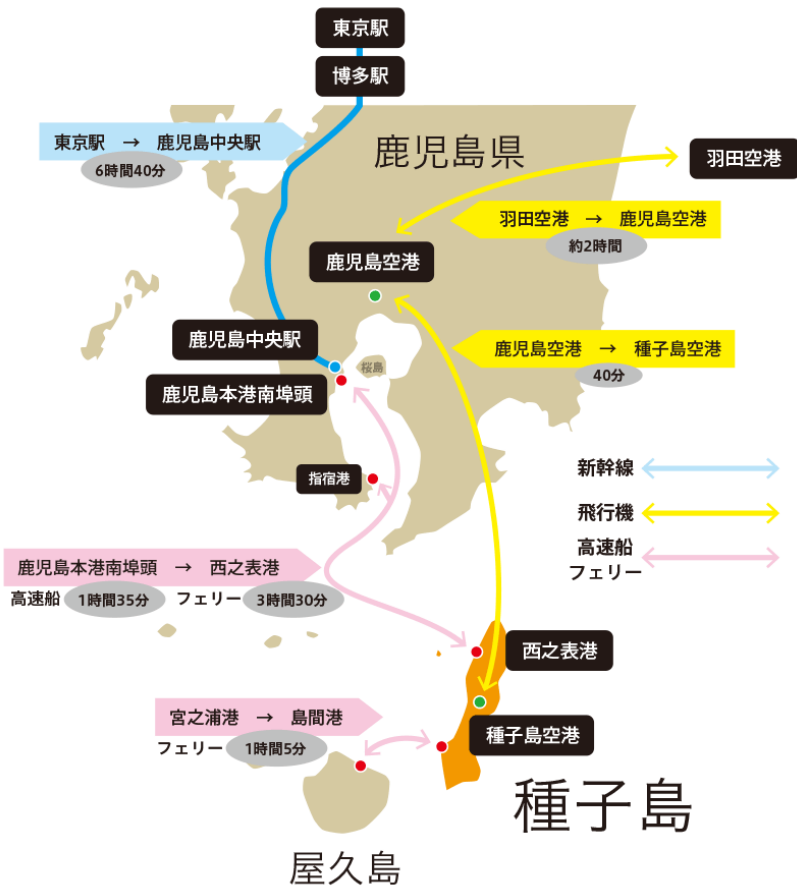 東京駅
博多駅
東京駅 → 鹿児島中央駅
6時間40分
鹿児島県
羽田空港
羽田空港 → 鹿児島空港
約2時間
鹿児島空港
鹿児島中央駅
桜島
鹿児島空港 → 種子島空港
40分
鹿児島本港南埠頭
指宿港
新幹線
飛行機
高速船
フェリー
鹿児島本港南埠頭 → 西之表港
高速船 1時間35分 フェリー 3時間30分
西之表港
宮之浦港 → 島間港
フェリー 1時間5分
種子島空港
種子島
屋久島